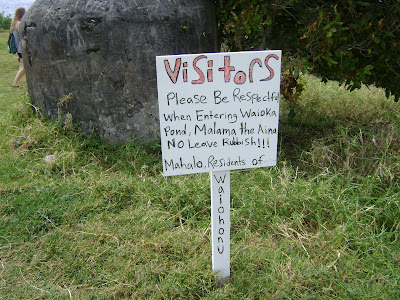 Visitors
Please Be Respectful
When Entering Waioka
Pond, Malama the Aina
No Leave Rubbish!!!
Mahalo, Residents of
Waiohonu